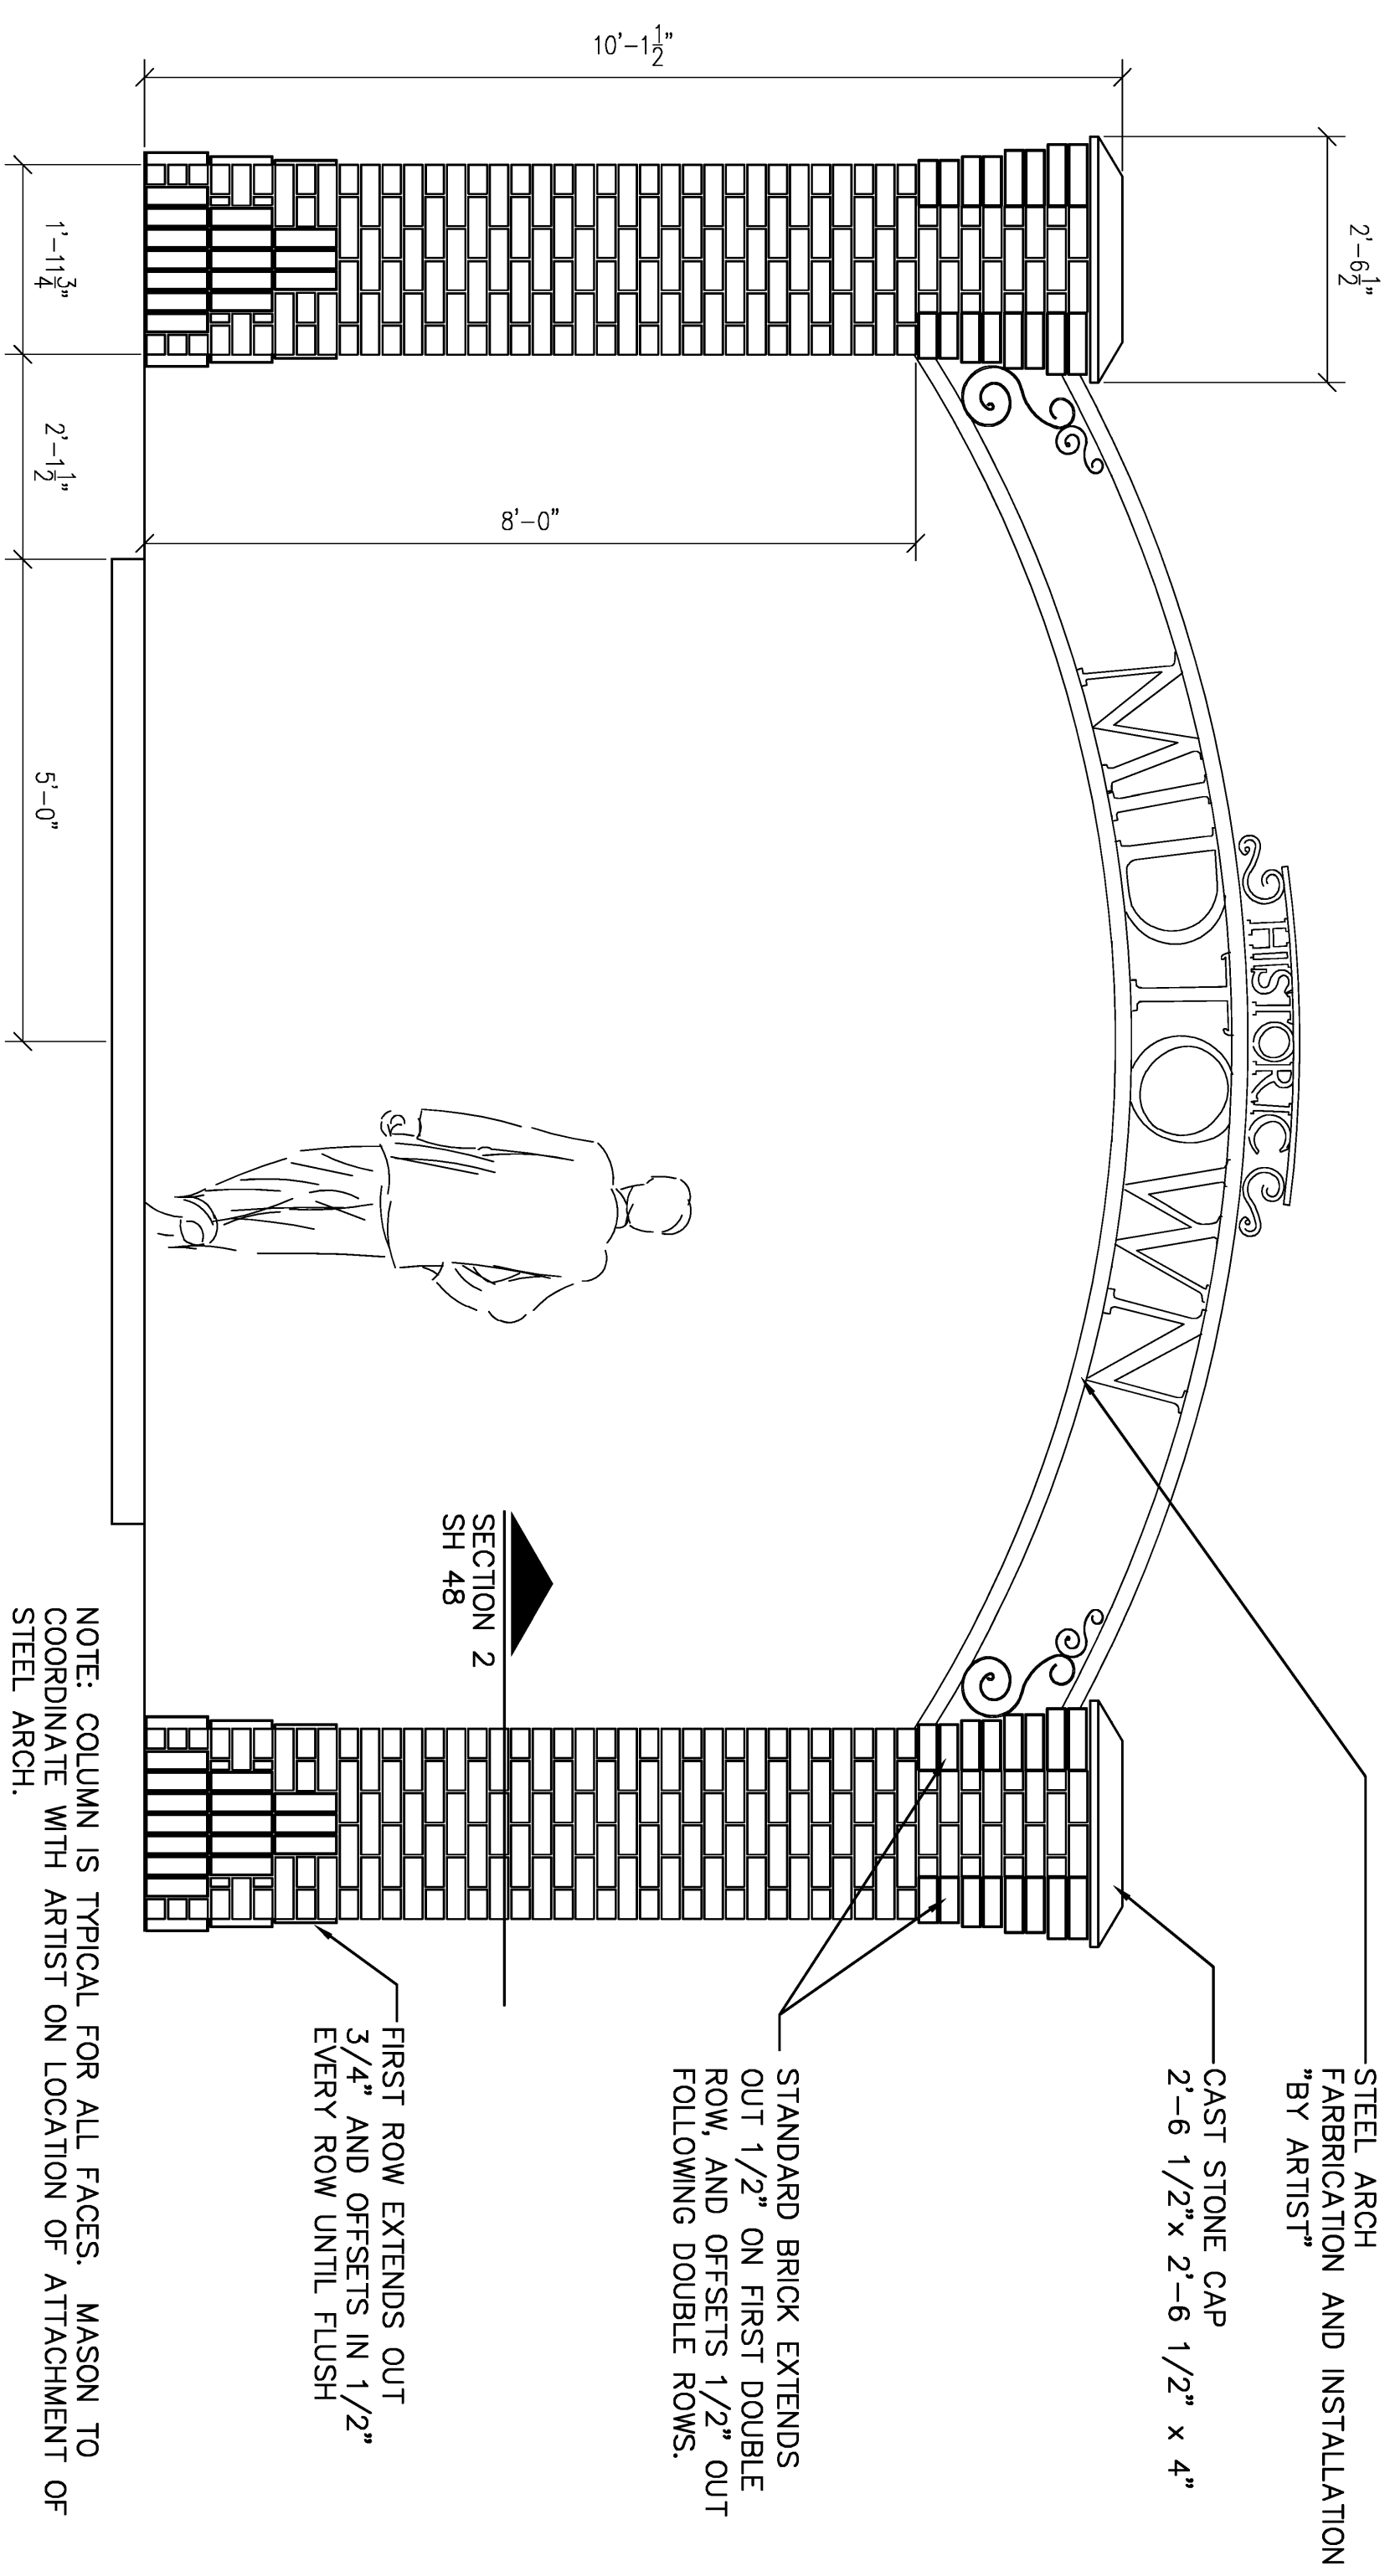 HISTORIC
MIDTOWN
2'-6 1/2"
10'-1 1/2"
8'-0"
1'-11 3/4"
2'-1 1/2"
5'-0"
SECTION 2
SH 48
STEEL ARCH
FARBRICATION AND INSTALLATION
"BY ARTIST"
CAST STONE CAP
2'-6 1/2"x 2'-6 1/2" x 4"
STANDARD BRICK EXTENDS
OUT 1/2" ON FIRST DOUBLE
ROW, AND OFFSETS 1/2" OUT
FOLLOWING DOUBLE ROWS.
FIRST ROW EXTENDS OUT
3/4" AND OFFSETS IN 1/2"
EVERY ROW UNTIL FLUSH
NOTE: COLUMN IS TYPICAL FOR ALL FACES. MASON TO
COORDINATE WITH ARTIST ON LOCATION OF ATTACHMENT OF
STEEL ARCH.